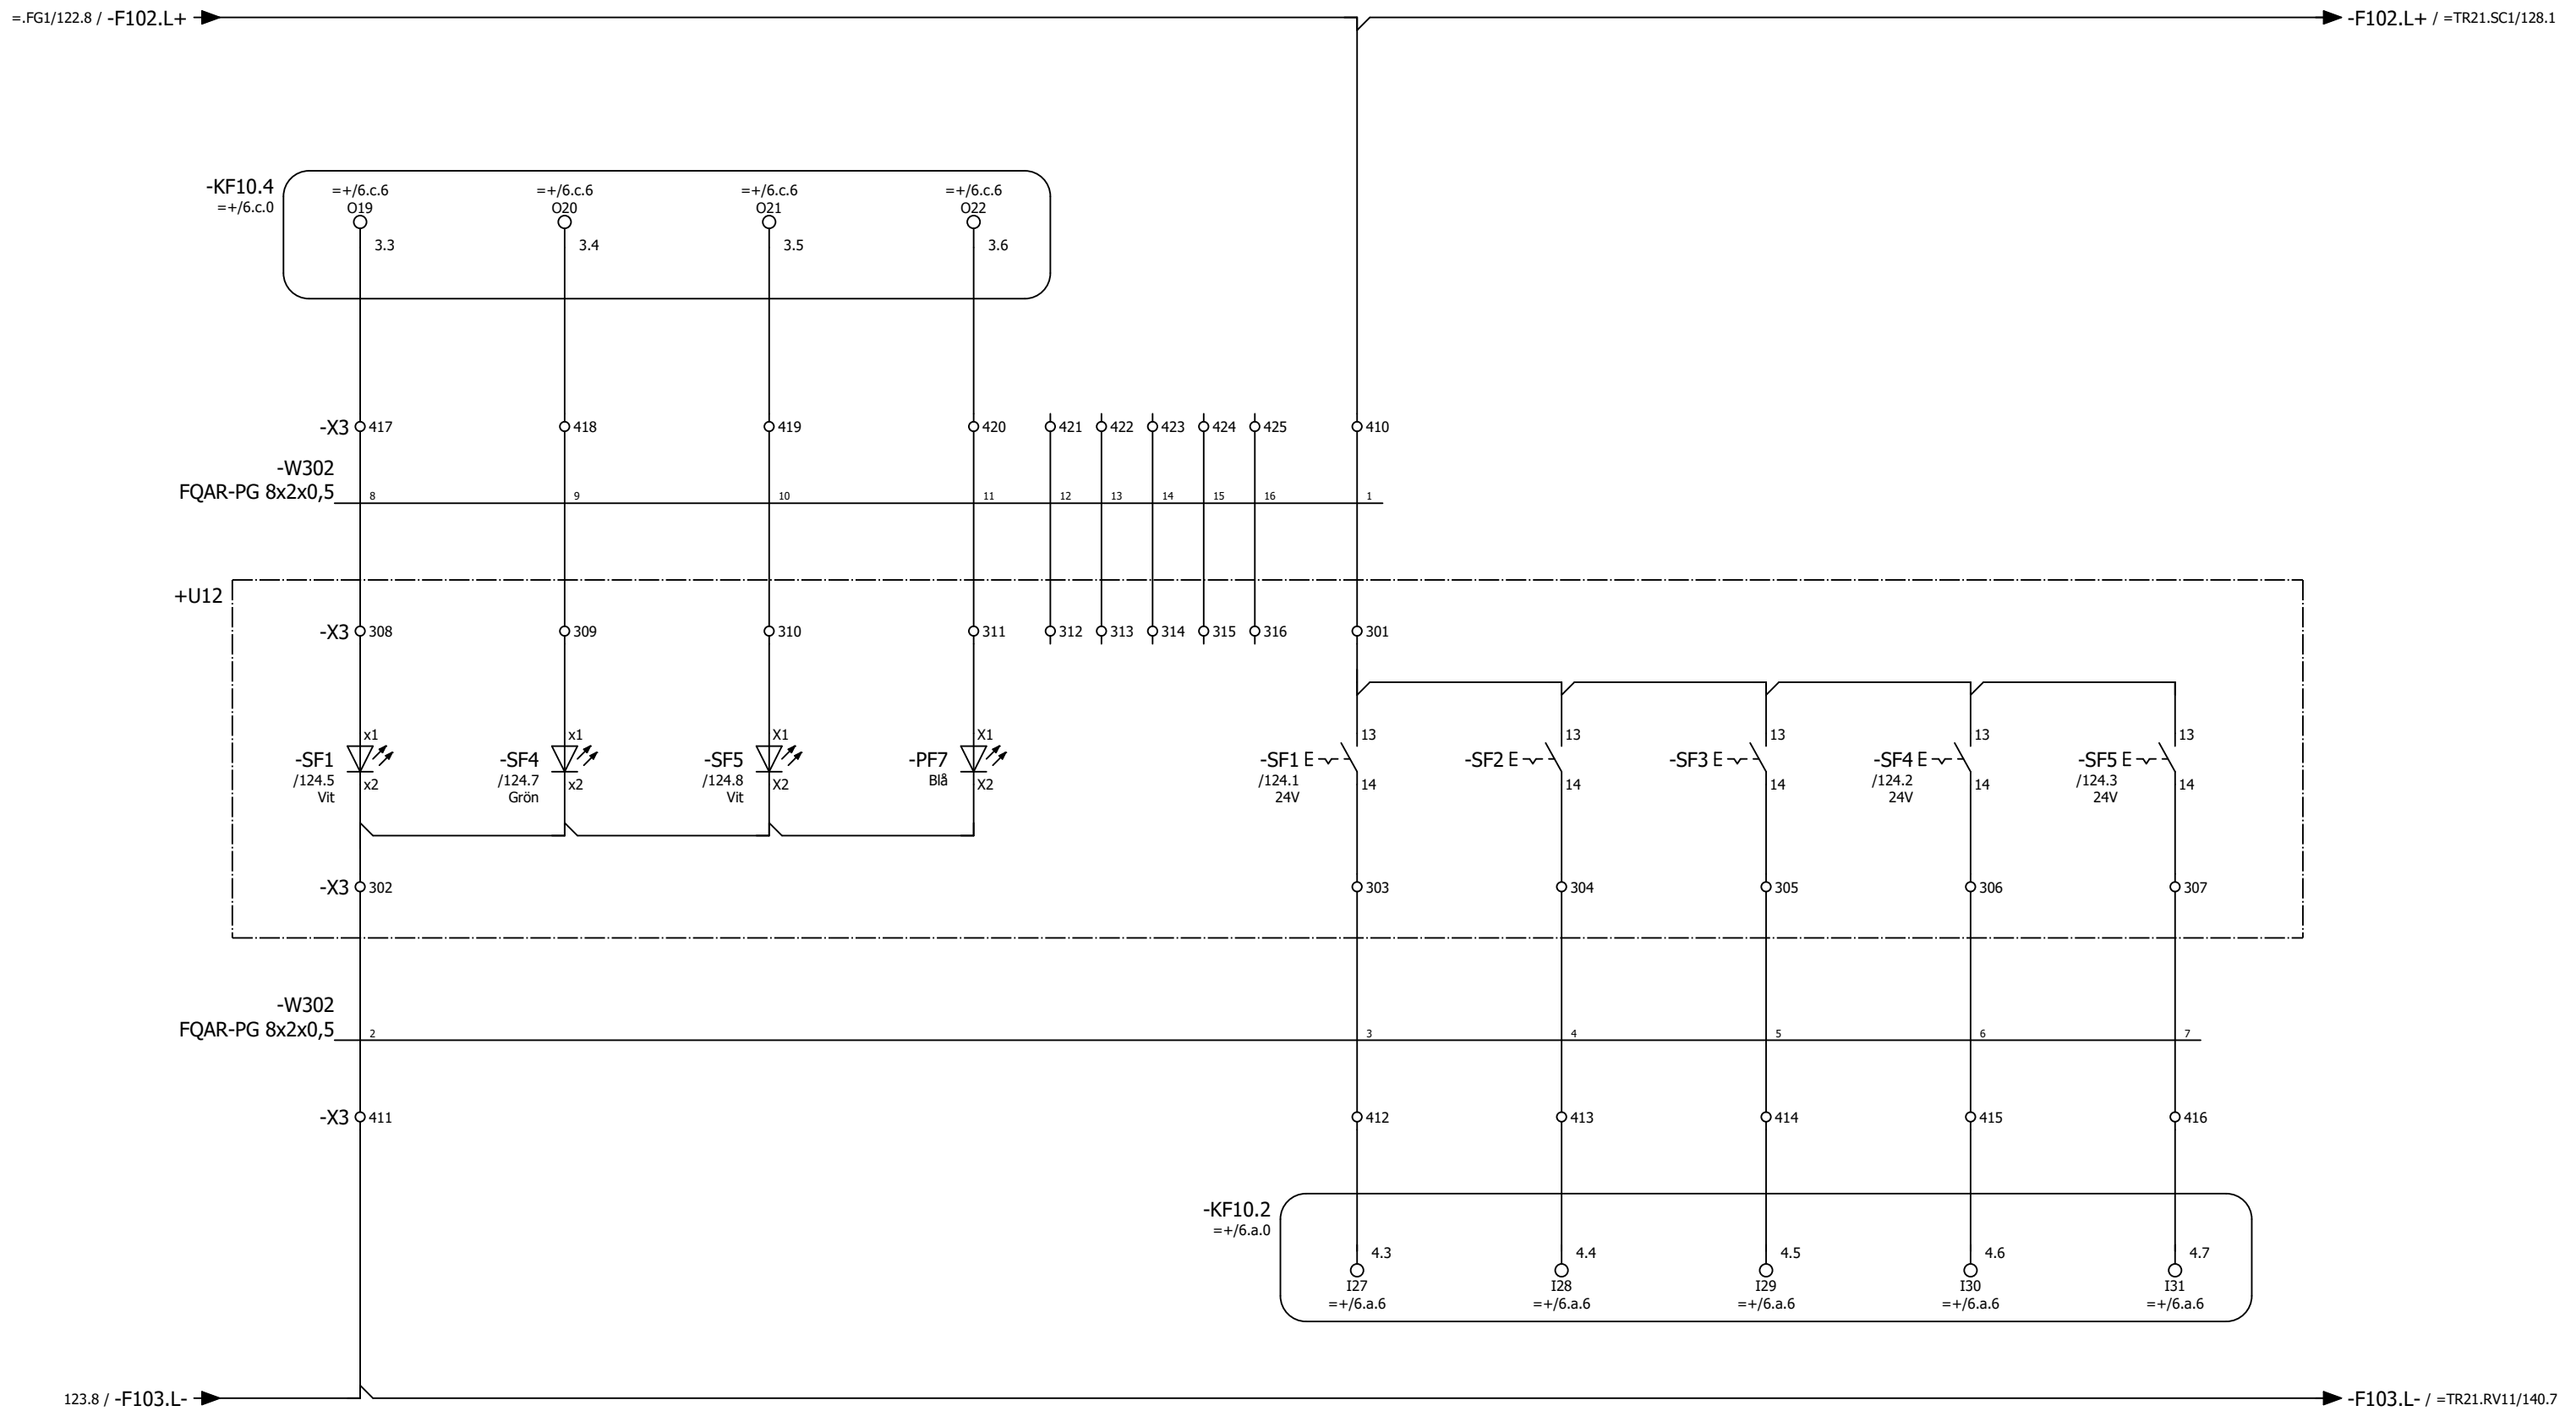 =.FG1/122.8 / -F102.L+
-F102.L+ / =TR21.SC1/128.1
-KF10.4
=+/6.c.0
=+/6.c.6 =+/6.c.6 =+/6.c.6 =+/6.c.6
O19 O20 O21 O22
3.3 3.4 3.5 3.6
-X3 417 418 419 420 421 422 423 424 425 410
-W302
FQAR-PG 8x2x0,5 8 9 10 11 12 13 14 15 16 1
+U12
-X3 308 309 310 311 312 313 314 315 316 301
x1 x1 X1 X1 13 13 13 13 13
-SF1 -SF4 -SF5 -PF7 -SF1 -SF2 -SF3 -SF4 -SF5
/124.5 /124.7 /124.8 Blå /124.1 /124.2 /124.3
x2 x2 X2 X2 14 14 14 14 14
Vit Grön Vit 24V 24V 24V
-X3 302 303 304 305 306 307
-W302
FQAR-PG 8x2x0,5 2 3 4 5 6 7
-X3 411 412 413 414 415 416
-KF10.2
=+/6.a.0
4.3 4.4 4.5 4.6 4.7
I27 I28 I29 I30 I31
=+/6.a.6 =+/6.a.6 =+/6.a.6 =+/6.a.6 =+/6.a.6
123.8 / -F103.L-
-F103.L- / =TR21.RV11/140.7